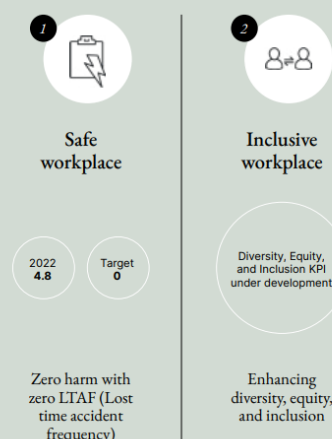 1
Safe
workplace
2022
4.8
Target
0
Zero harm with
zero LTAF (Lost
time accident
frequency)
2
Inclusive
workplace
Diversity, Equity,
and Inclusion KPI
under development
Enhancing
diversity, equity,
and inclusion